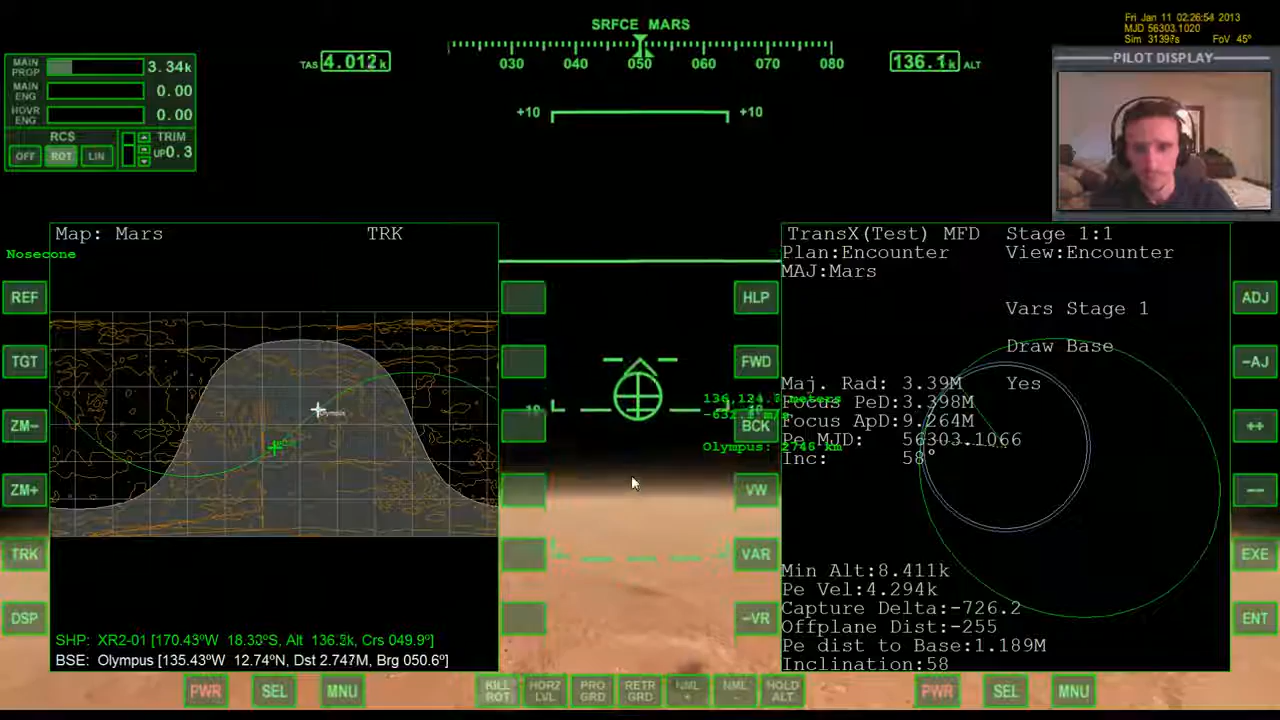 SRFCE MARS
Fri Jan 11 02:26:54 2013
MJD 56303.1020
FoV 45°
PILOT DISPLAY
MAIN PROP 3.34k
MAIN ENG 0.00
HOVR ENG 0.00
RCS
TRIM
OFF ROT LIN
UP0.3
TAS 4.012k
030 040 050 060 070 080
136.1k ALT
+10 +10
Map: Mars TRK
Nosecone
REF
TGT
ZM-
ZM+
TRK
DSP
Olympus
SHP: XR2-01 [170.43°W 18.32°S, Alt 136.2k, Crs 049.9°]
BSE: Olympus [135.43°W 12.74°N, Dst 2.747M, Brg 050.6°]
PWR SEL MNU
KILL ROT
HORZ LVL
PRO GRD
RETR GRD
NML +
NML -
HOLD ALT
HLP
FWD
BCK
VW
VAR
-VR
Olympus: 2746 km
TransX(Test) MFD Stage 1:1
Plan:Encounter View:Encounter
MAJ:Mars
Vars Stage 1
Draw Base
Maj. Rad: 3.39M Yes
Focus PeD:3.398M
Focus ApD:9.264M
Pe MJD: 56303.1066
Inc: 58°
Min Alt:8.411k
Pe Vel:4.294k
Capture Delta:-726.2
Offplane Dist:-255
Pe dist to Base:1.189M
Inclination:58
ADJ
-AJ
++
--
EXE
ENT
PWR SEL MNU